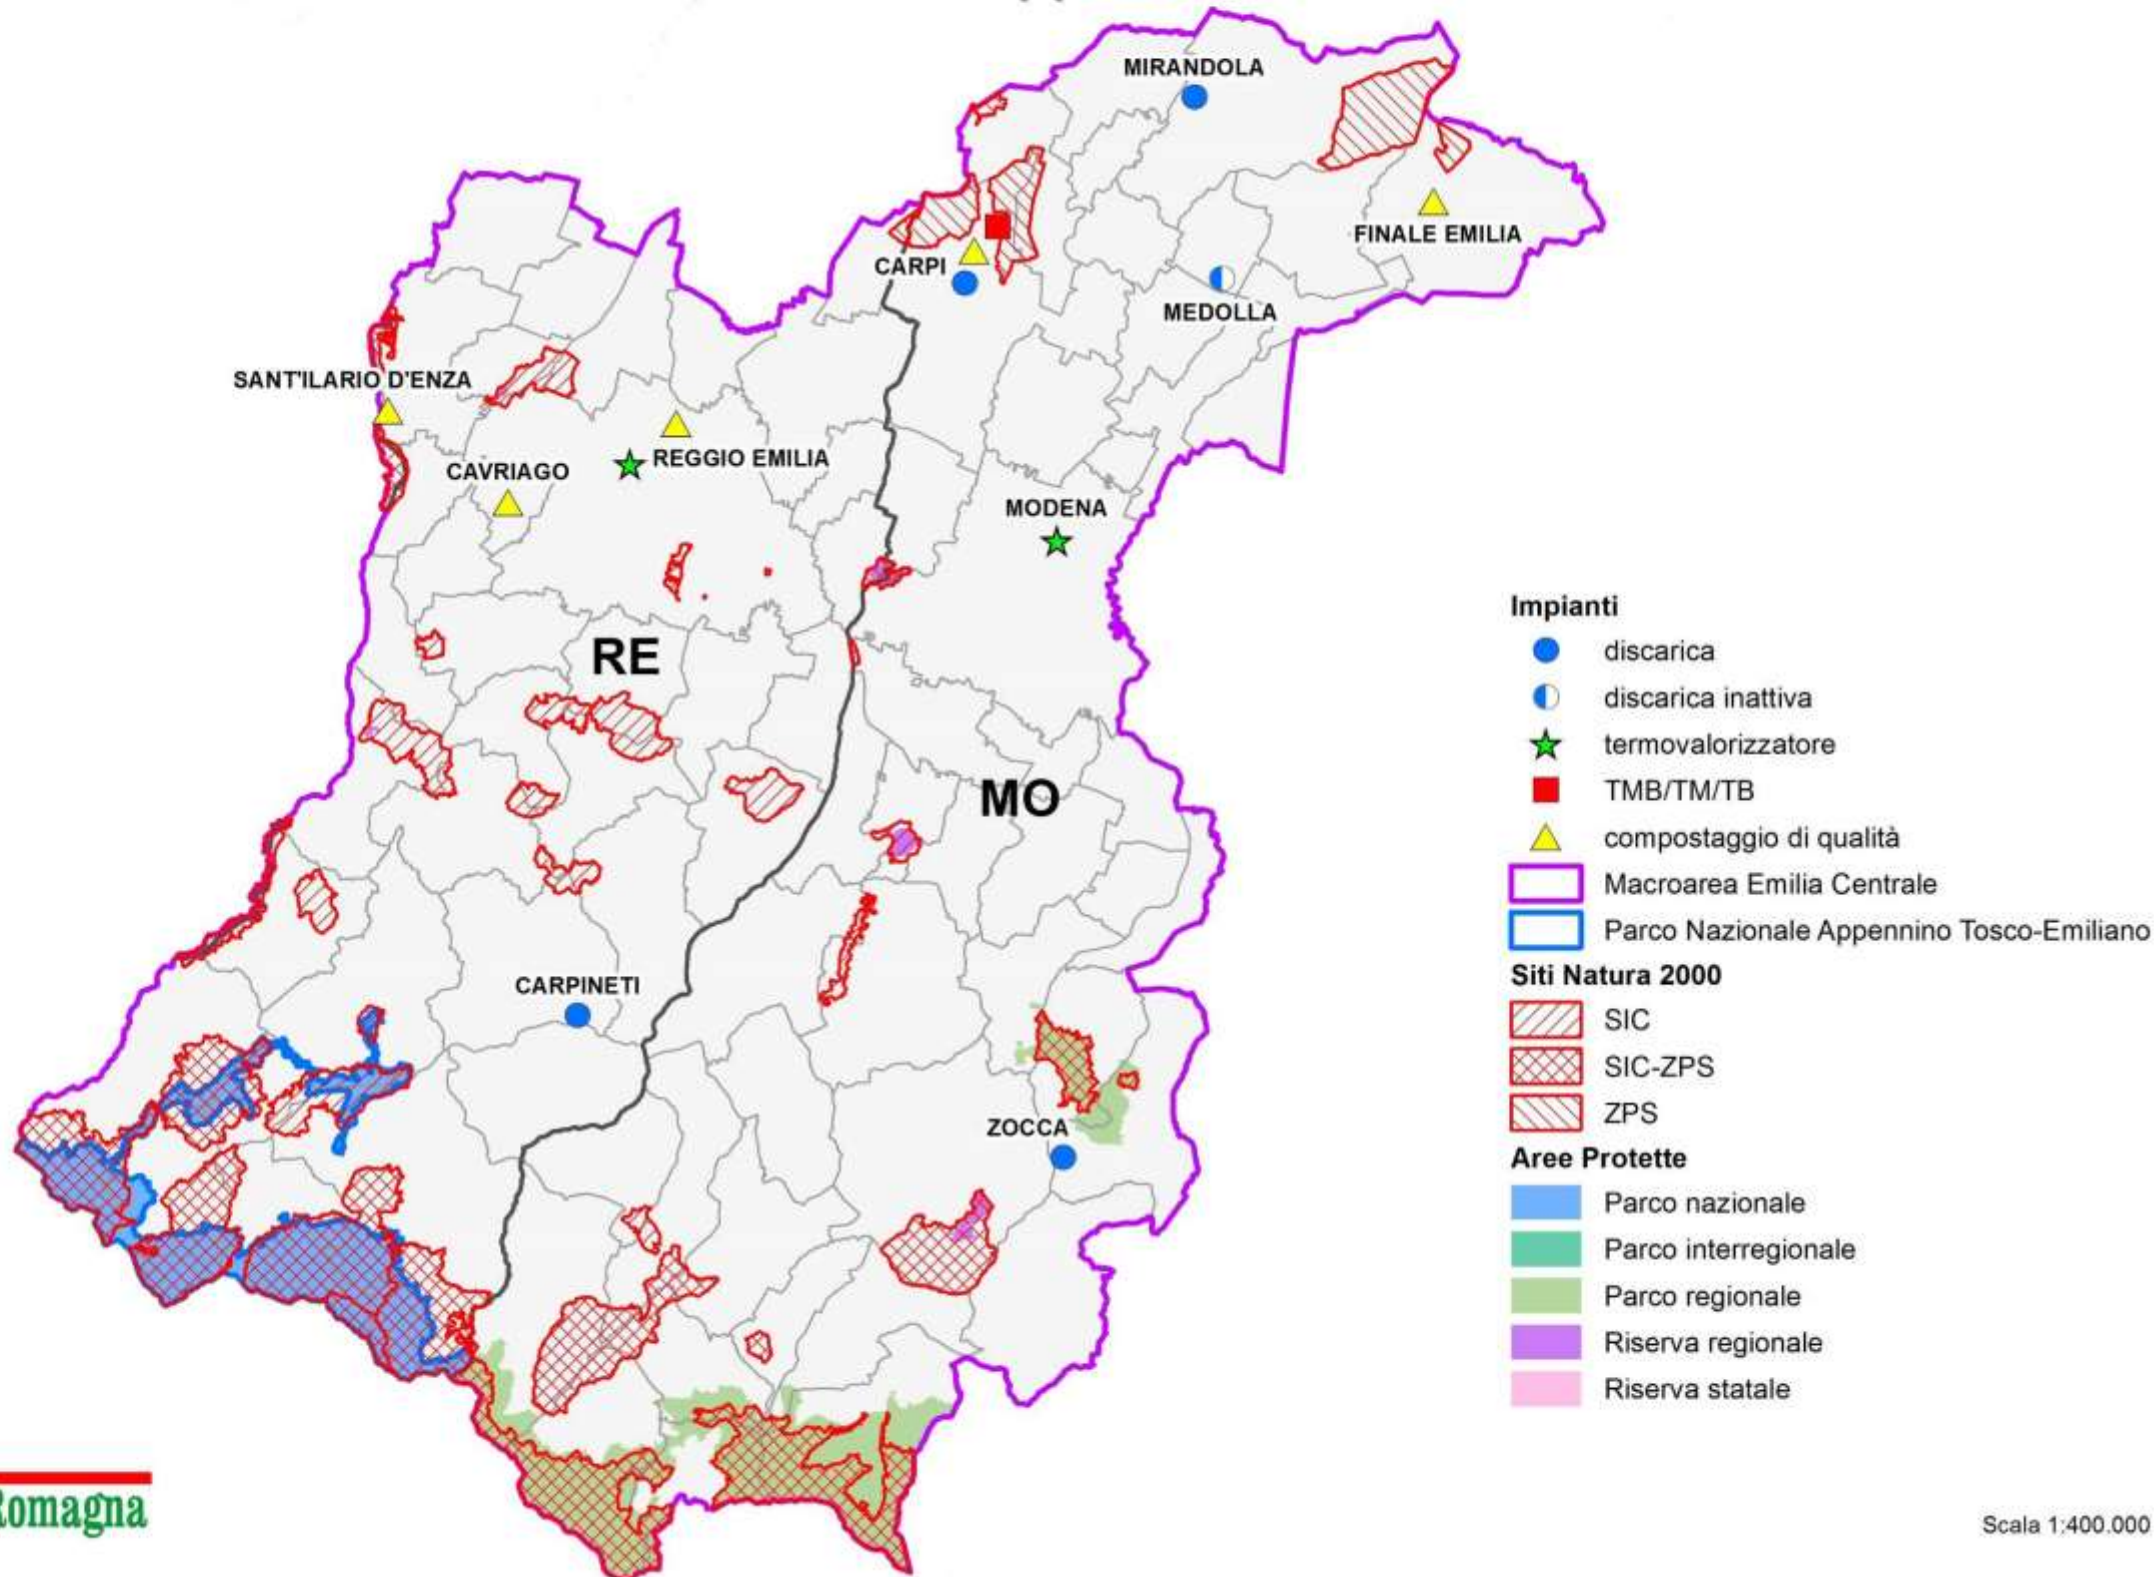 MIRANDOLA
FINALE EMILIA
CARPI
MEDOLLA
SANT'ILARIO D'ENZA
CAVRIAGO
REGGIO EMILIA
MODENA
RE
MO
CARPINETI
ZOCCA
Impianti
discarica
discarica inattiva
termovalorizzatore
TMB/TM/TB
compostaggio di qualità
Macroarea Emilia Centrale
Parco Nazionale Appennino Tosco-Emiliano
Siti Natura 2000
SIC
SIC-ZPS
ZPS
Aree Protette
Parco nazionale
Parco interregionale
Parco regionale
Riserva regionale
Riserva statale
Romagna
Scala 1:400.000